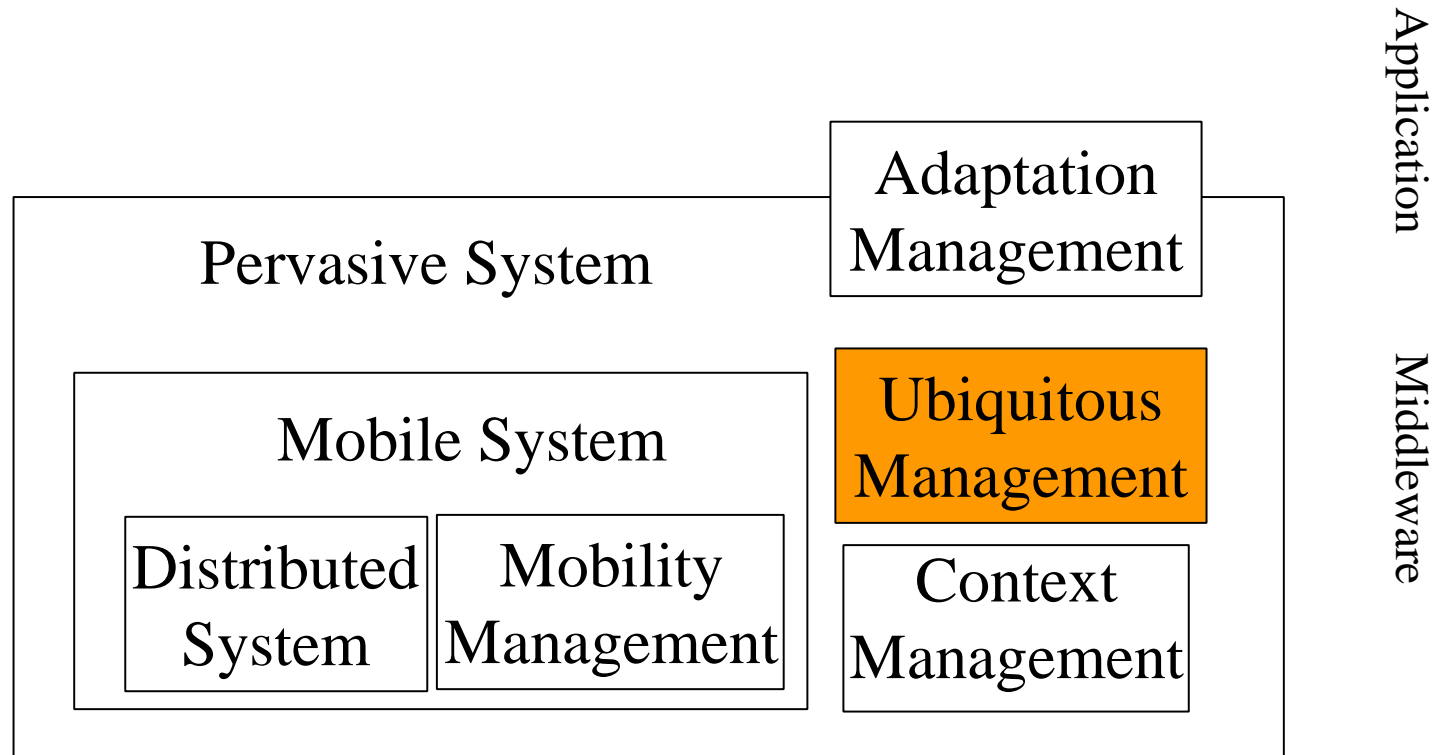 Application
Adaptation
Management
Pervasive System
Ubiquitous
Management
Mobile System
Middleware
Distributed
System
Mobility
Management
Context
Management